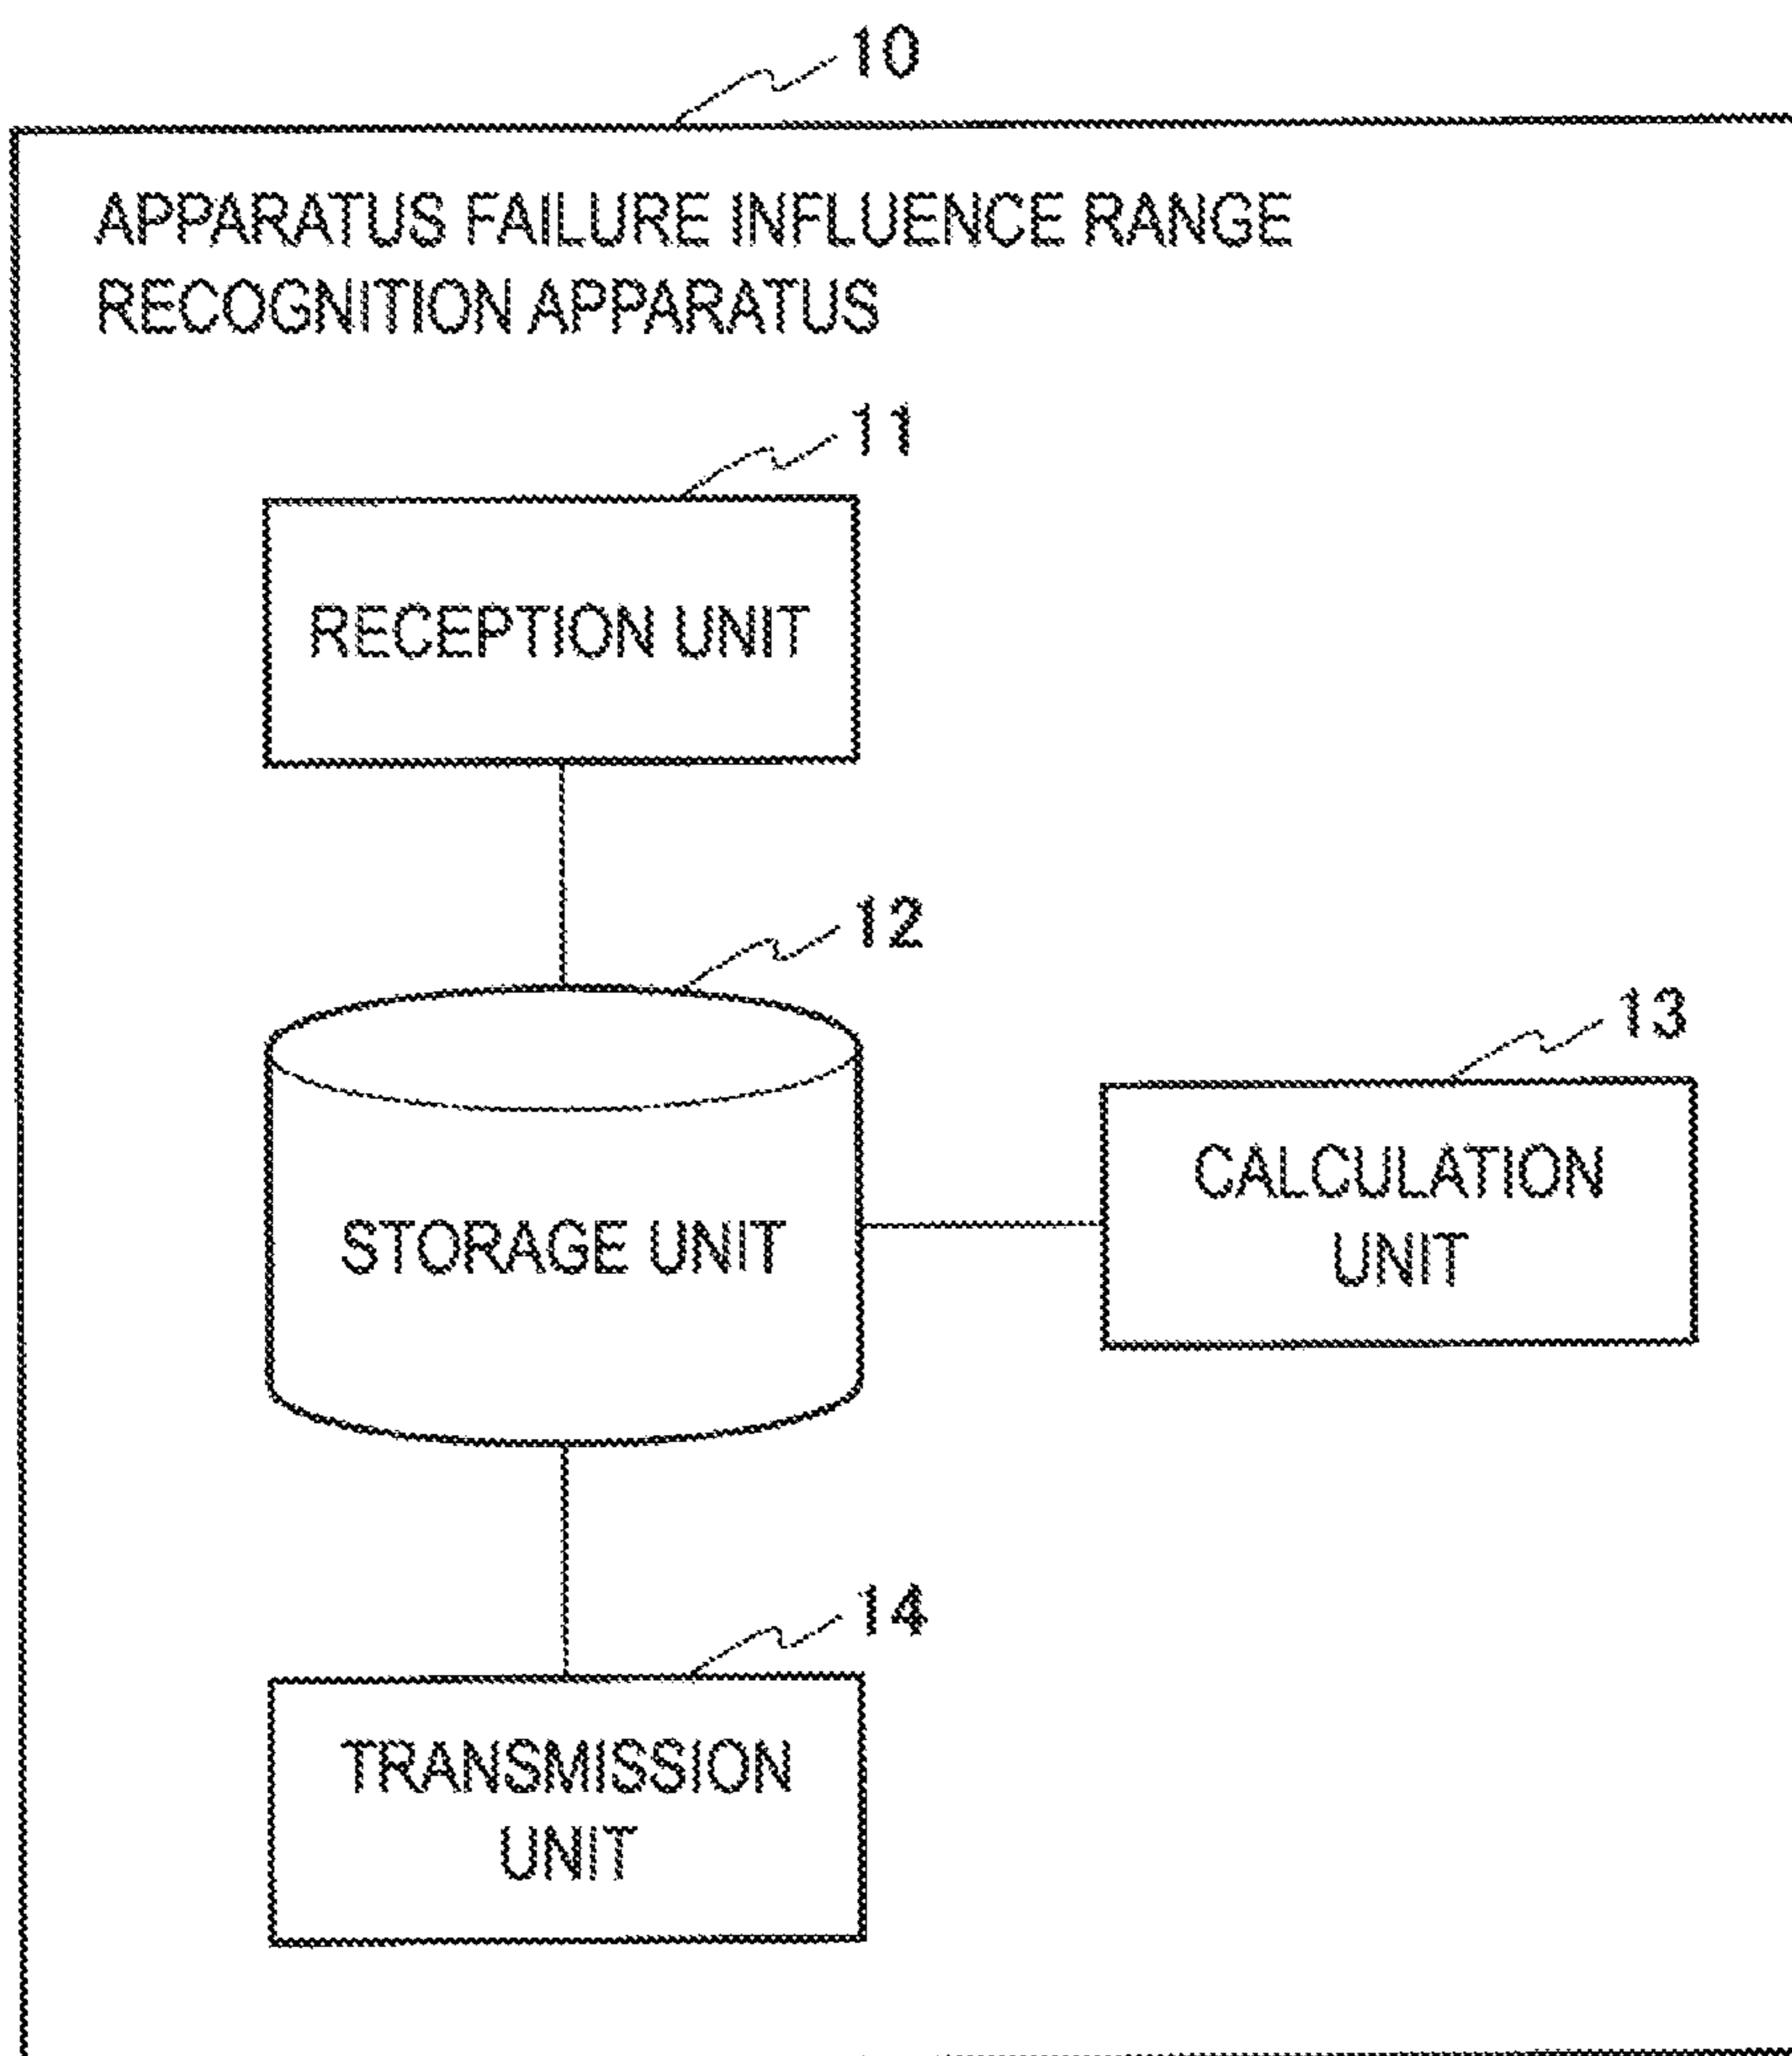 10
APPARATUS FAILURE INFLUENCE RANGE
RECOGNITION APPARATUS
11
RECEPTION UNIT
12
STORAGE UNIT
13
CALCULATION
UNIT
14
TRANSMISSION
UNIT